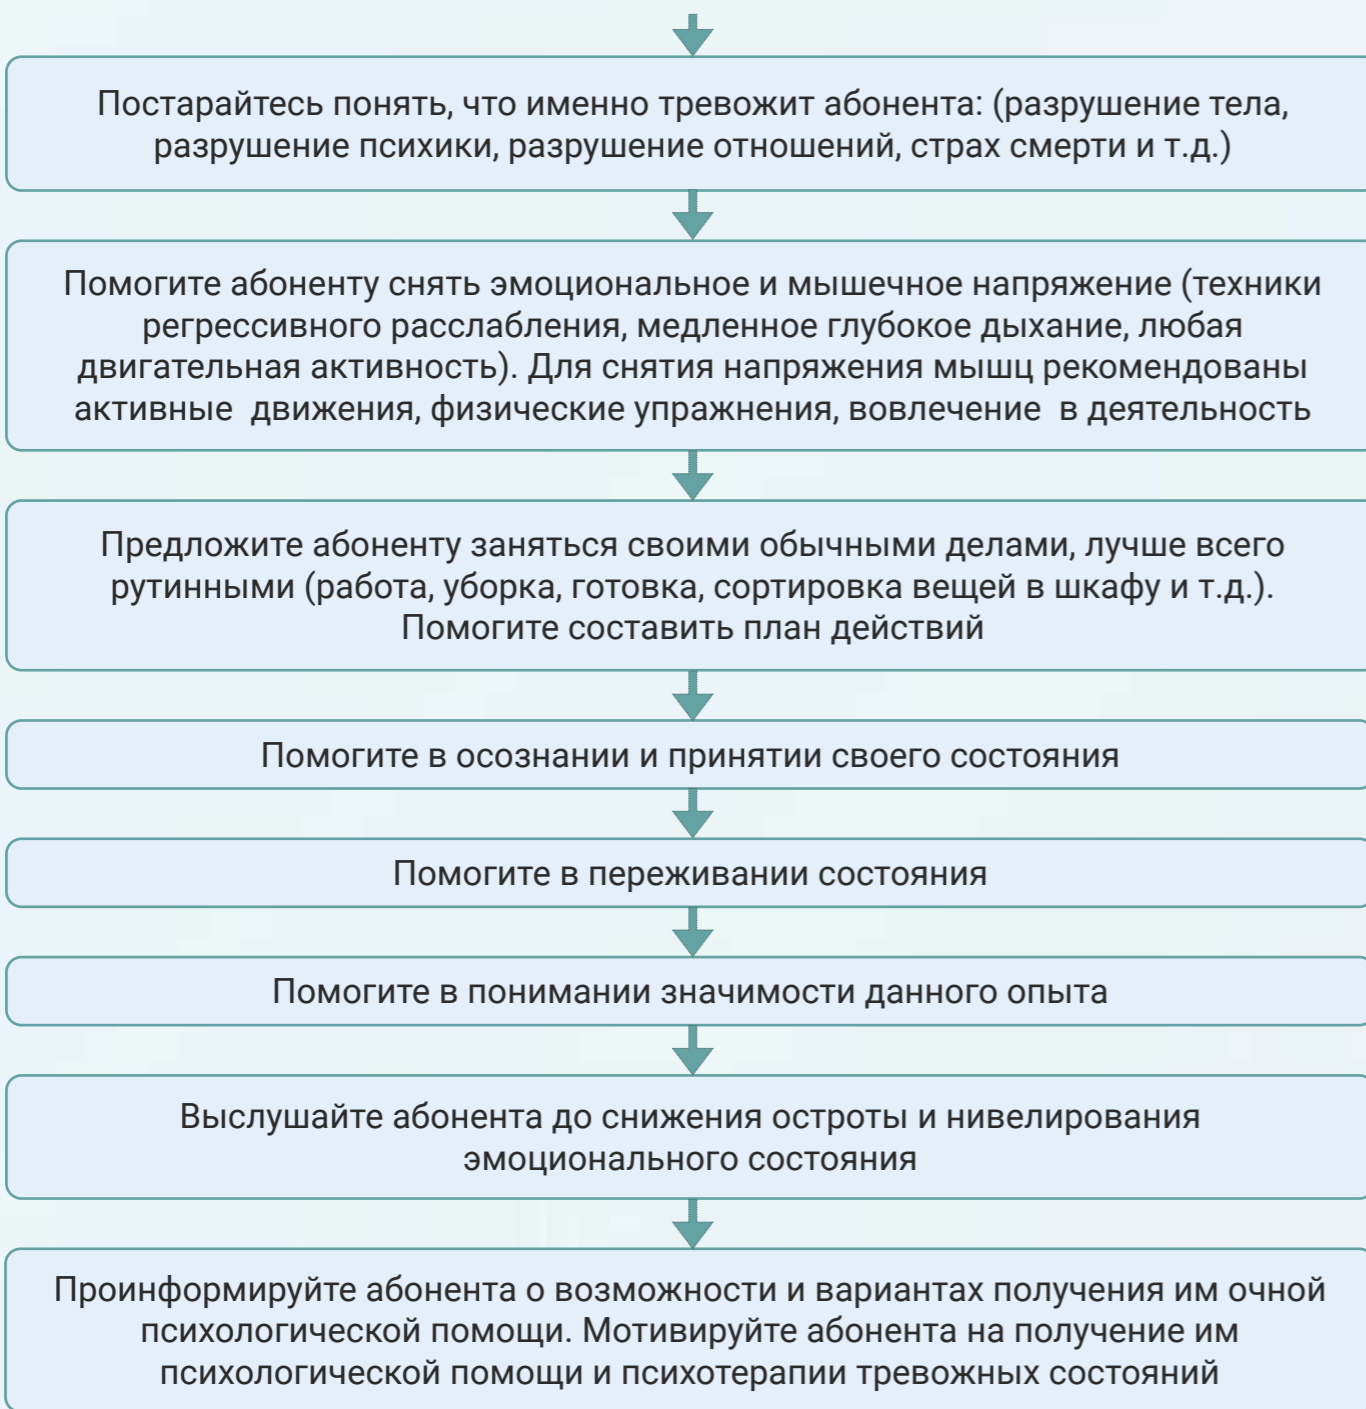 Постарайтесь понять, что именно тревожит абонента: (разрушение тела,
разрушение психики, разрушение отношений, страх смерти и т.д.)
Помогите абоненту снять эмоциональное и мышечное напряжение (техники
регрессивного расслабления, медленное глубокое дыхание, любая
двигательная активность). Для снятия напряжения мышц рекомендованы
активные  движения, физические упражнения, вовлечение  в деятельность
Предложите абоненту заняться своими обычными делами, лучше всего
рутинными (работа, уборка, готовка, сортировка вещей в шкафу и т.д.).
Помогите составить план действий
Помогите в осознании и принятии своего состояния
Помогите в переживании состояния
Помогите в понимании значимости данного опыта
Выслушайте абонента до снижения остроты и нивелирования
эмоционального состояния
Проинформируйте абонента о возможности и вариантах получения им очной
психологической помощи. Мотивируйте абонента на получение им
психологической помощи и психотерапии тревожных состояний